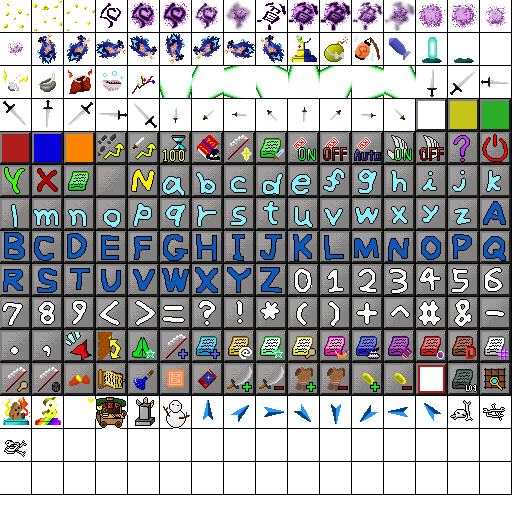 100 ON OFF Auto ON OFF ?
Y X N a b c d e f g h i j k
l m n o p q r s t u v w x y z A
B C D E F G H I J K L M N O P Q
R S T U V W X Y Z 0 1 2 3 4 5 6
7 8 9 < > = ? ! * ( ) + ^ # & -
. ,